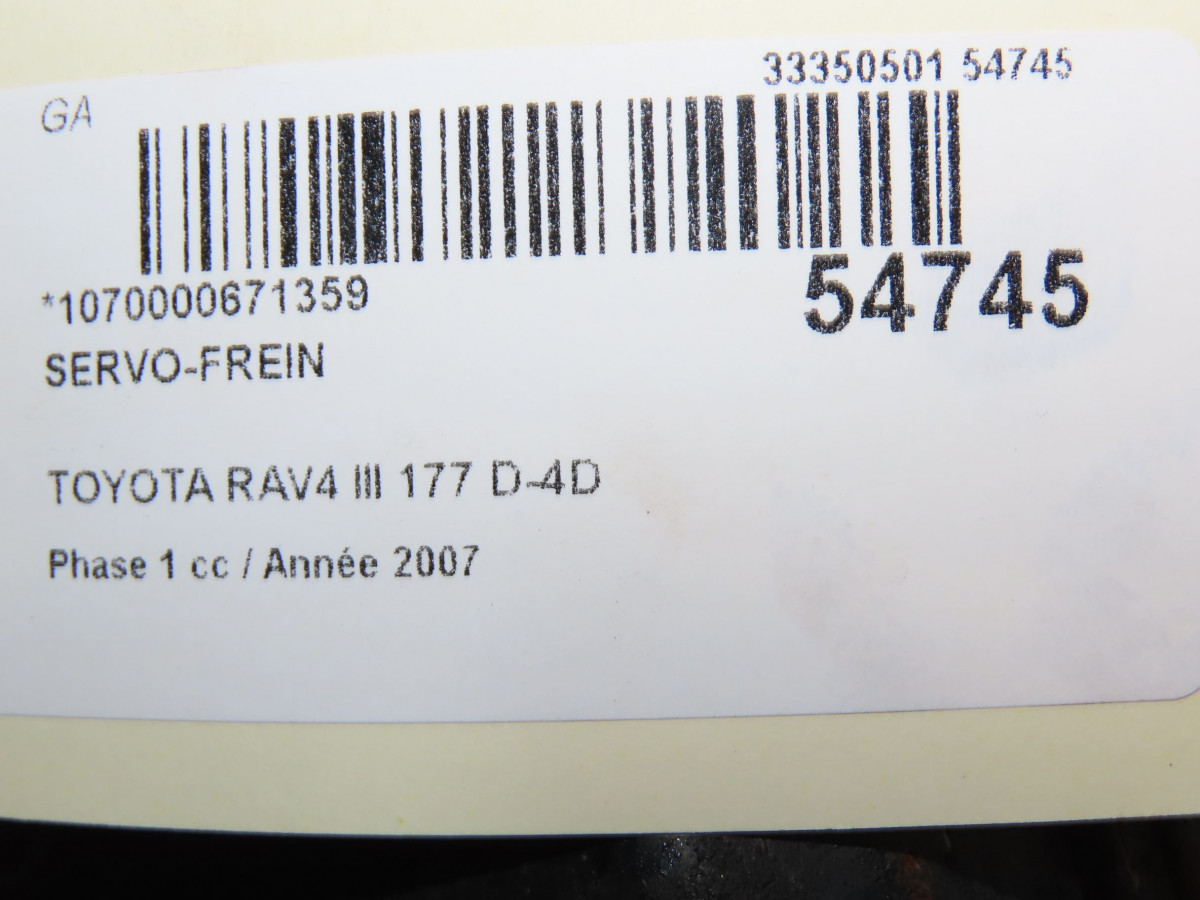 33350501 54745
GA
*1070000671359
54745
SERVO-FREIN
TOYOTA RAV4 III 177 D-4D
Phase 1 cc / Année 2007